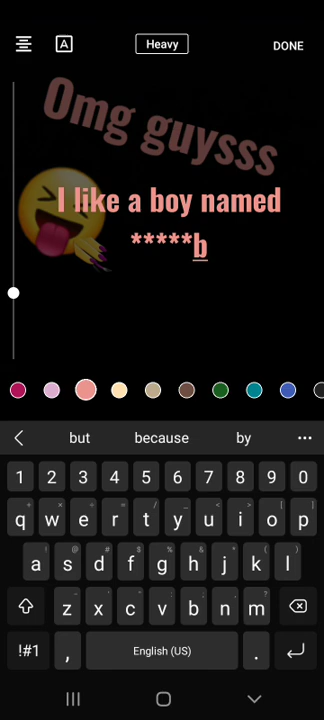 Heavy
DONE
Omg guysss
I like a boy named
*****b
but because by
1 2 3 4 5 6 7 8 9 0
q w e r t y u i o p
a s d f g h j k l
z x c v b n m
!#1 , English (US) .